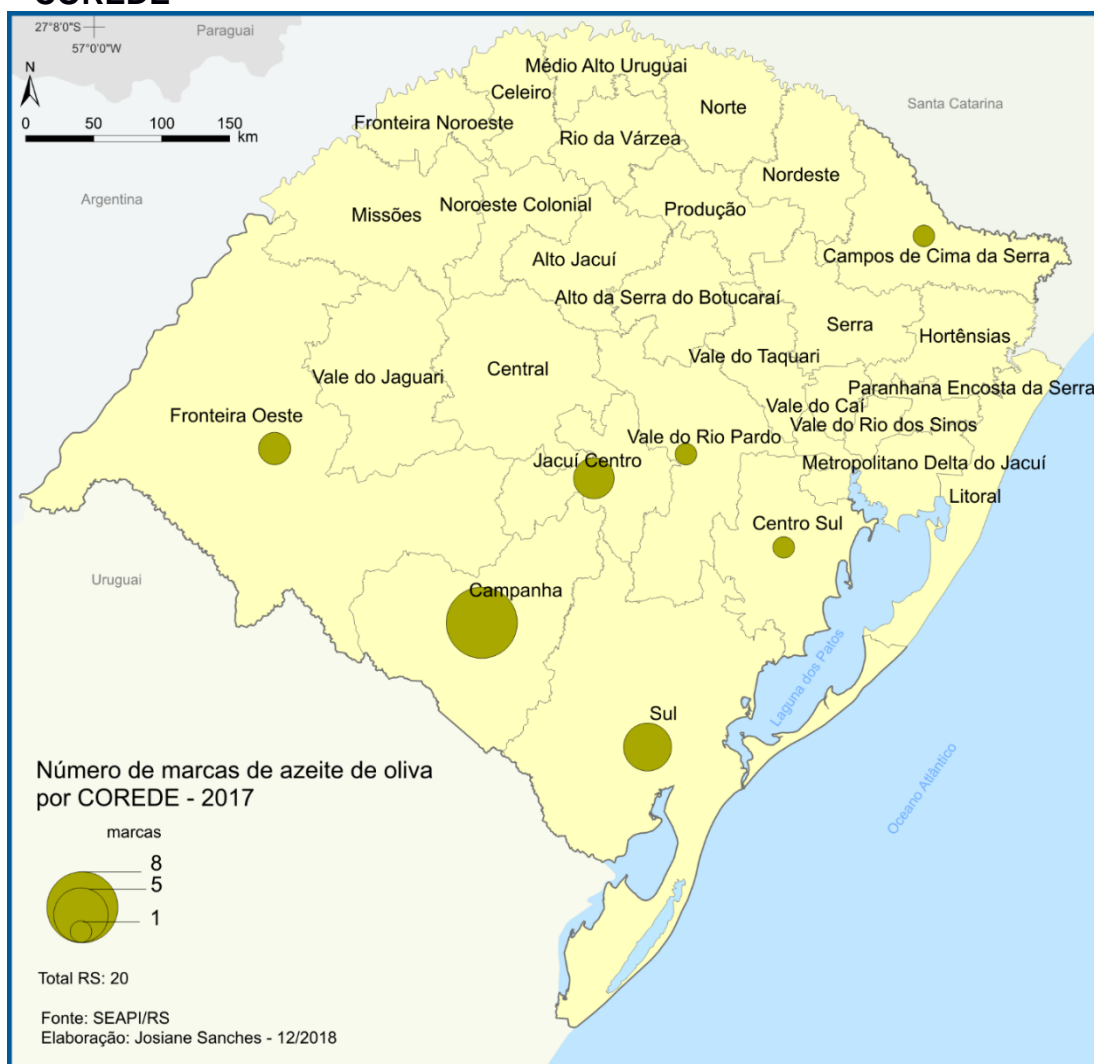 COREDE
27°8'0"S
57°0'0"W
Paraguai
N
0 50 100 150
km
Santa Catarina
Argentina
Uruguai
Médio Alto Uruguai
Celeiro
Norte
Fronteira Noroeste
Rio da Várzea
Nordeste
Missões
Noroeste Colonial
Produção
Alto Jacuí
Campos de Cima da Serra
Alto da Serra do Botucaraí
Serra
Hortênsias
Vale do Taquari
Central
Vale do Jaguari
Paranhana Encosta da Serra
Vale do Caí
Fronteira Oeste
Vale do Rio dos Sinos
Vale do Rio Pardo
Jacuí Centro
Metropolitano Delta do Jacuí
Litoral
Centro Sul
Campanha
Laguna dos Patos
Sul
Oceano Atlântico
Número de marcas de azeite de oliva
por COREDE - 2017
marcas
8
5
1
Total RS: 20
Fonte: SEAPI/RS
Elaboração: Josiane Sanches - 12/2018